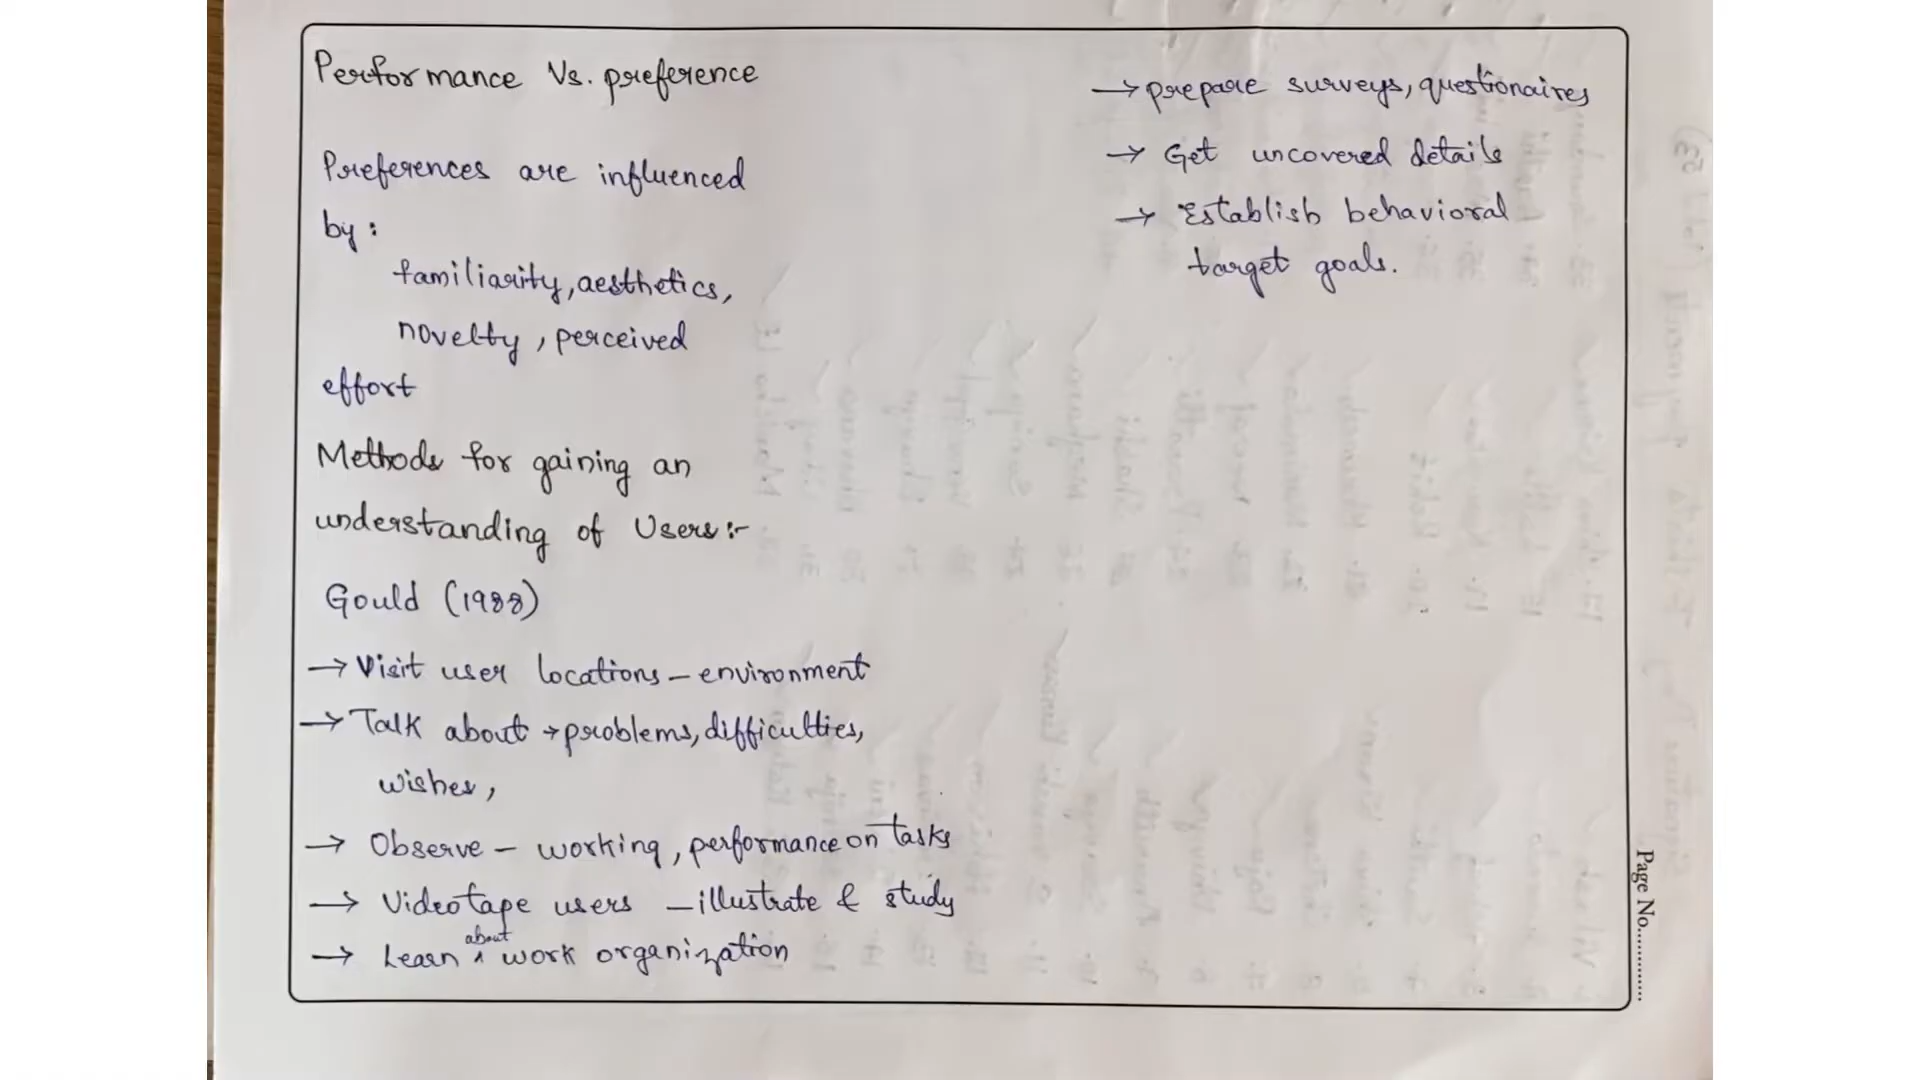 Performance Vs. preference
Preferences are influenced
by :
familiarity, aesthetics,
novelty, perceived
effort
Methods for gaining an
understanding of Users :-
Gould (1988)
→ Visit user locations – environment
→ Talk about → problems, difficulties,
wishes,
→ Observe – working, performance on Tasks
→ Videotape users – illustrate & study
→ Learn ^ about work organization
→ prepare surveys, questionaires
→ Get uncovered details
→ Establish behavioral
target goals.
Page No.............